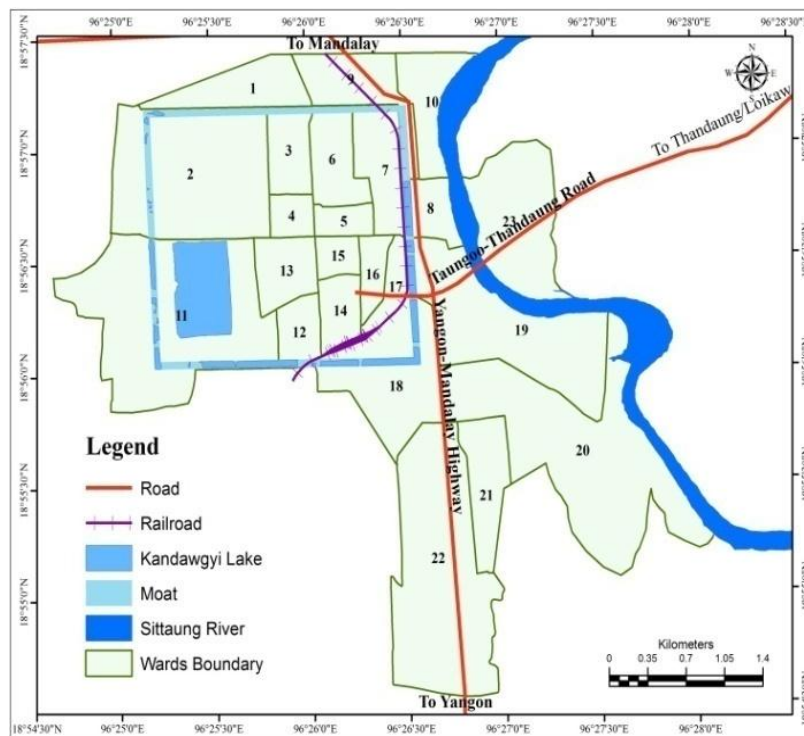 96°25'0"E 96°25'30"E 96°26'0"E 96°26'30"E 96°27'0"E 96°27'30"E 96°28'0"E 96°28'30"E
18°57'30"N
18°57'0"N
18°56'30"N
18°56'0"N
18°55'30"N
18°55'0"N
18°54'30"N
To Mandalay
N
W E
S
To Thandaung/Loikaw
Taungoo-Thandaung Road
Yangon-Mandalay Highway
1
9
10
2
3
6
7
4
5
8
23
13
15
16
17
11
12
14
19
18
20
21
22
Legend
Road
Railroad
Kandawgyi Lake
Moat
Sittaung River
Wards Boundary
Kilometers
0 0.35 0.7 1.05 1.4
To Yangon
96°25'0"E 96°25'30"E 96°26'0"E 96°26'30"E 96°27'0"E 96°27'30"E 96°28'0"E